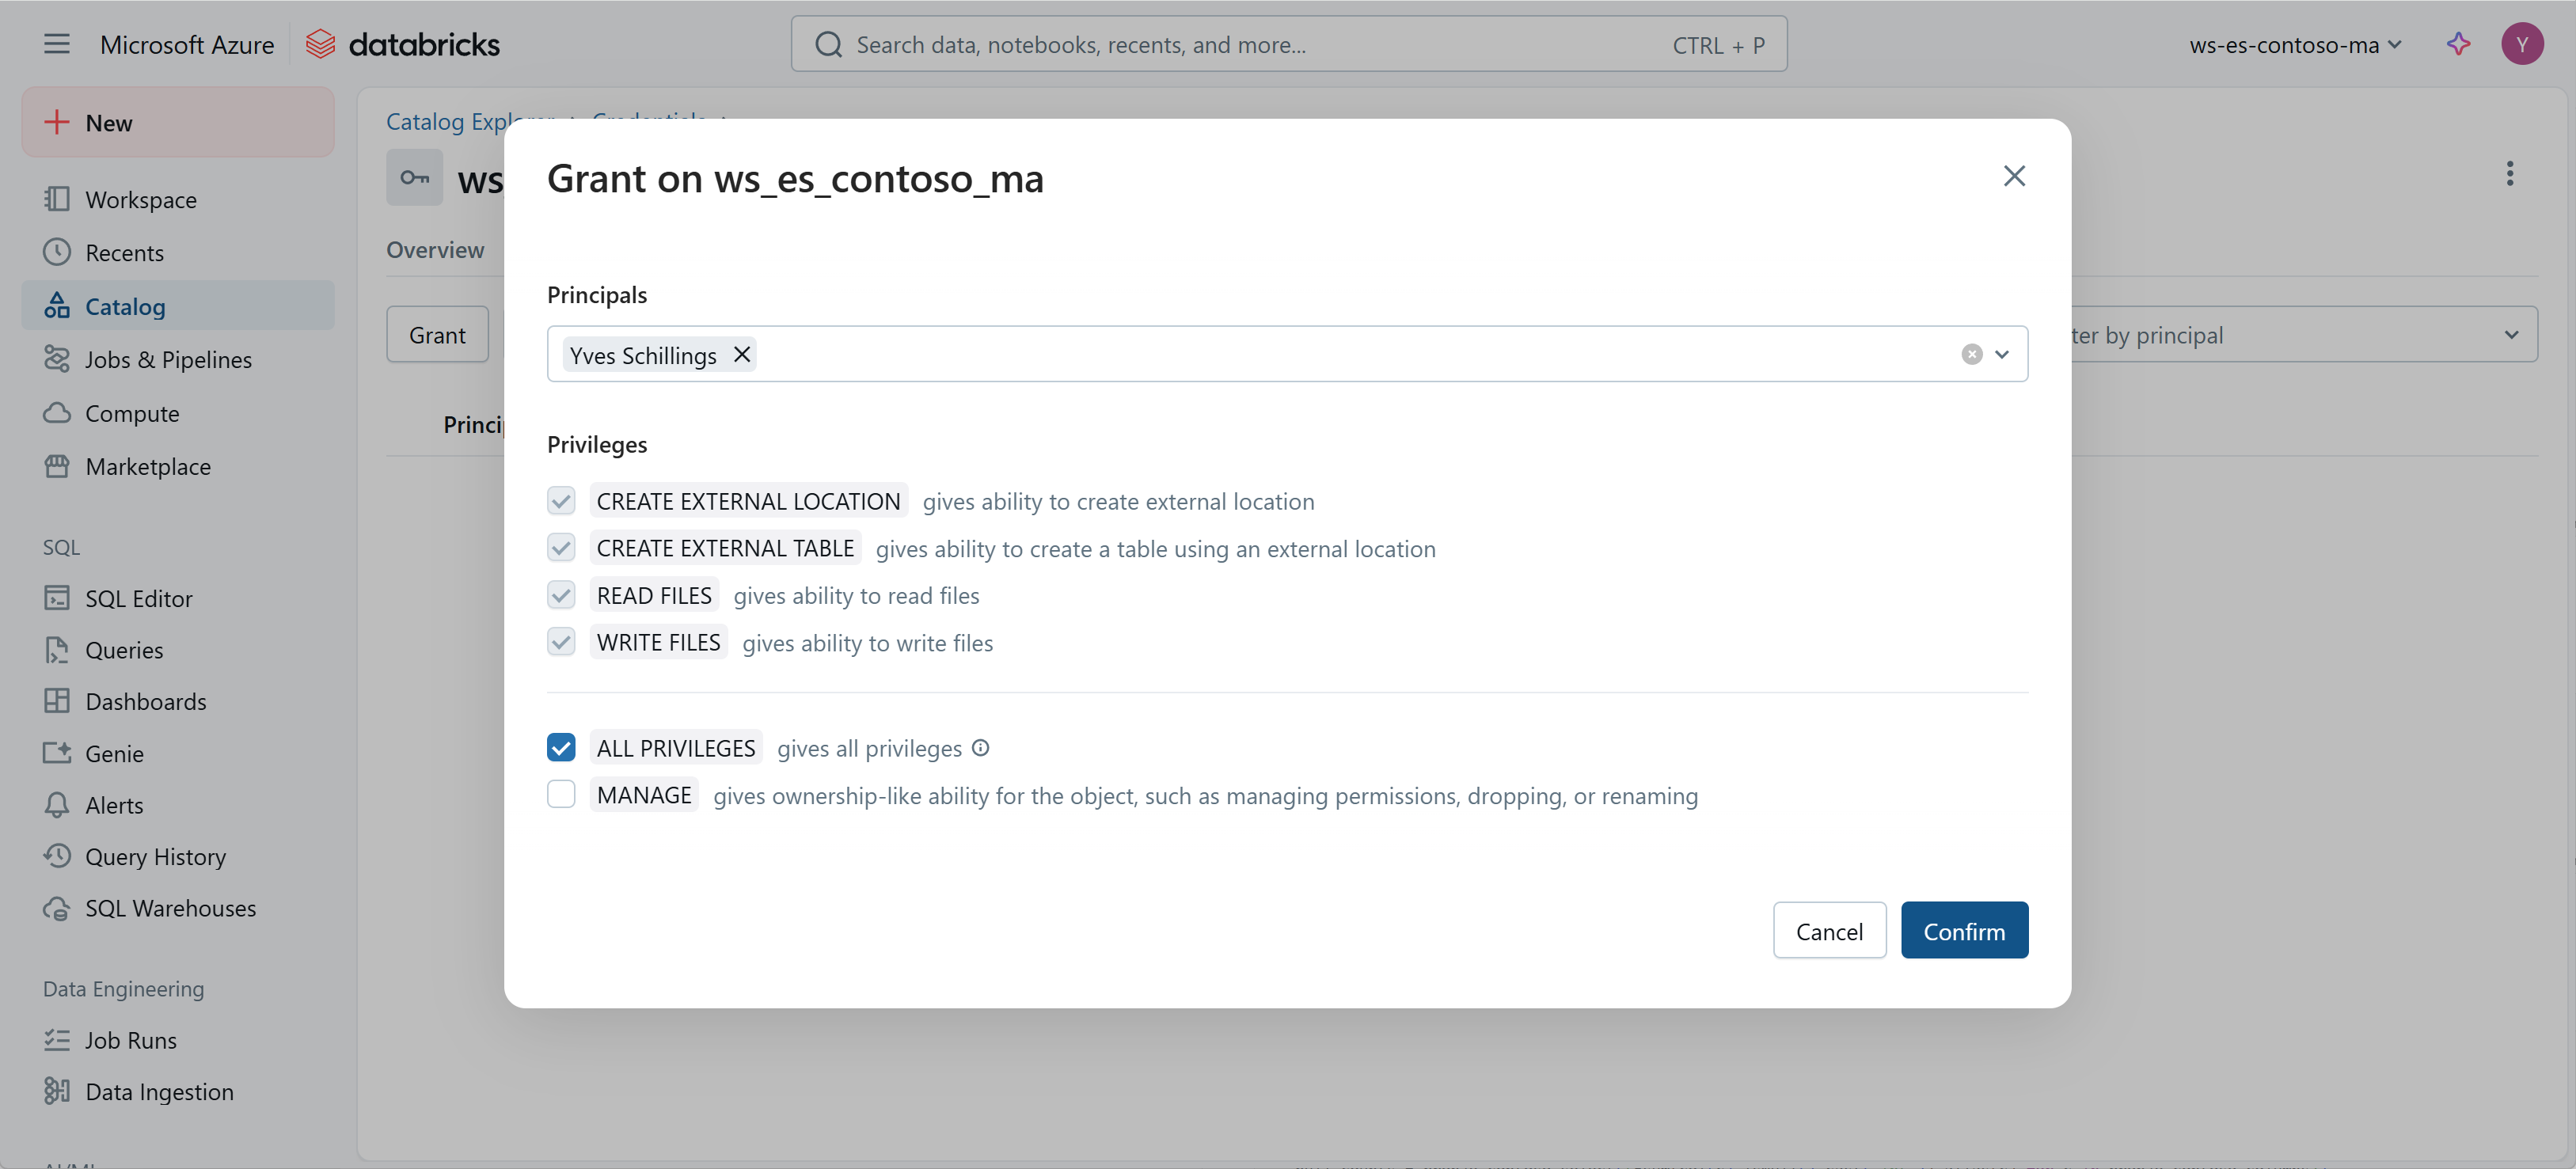 Microsoft Azure databricks
Search data, notebooks, recents, and more... CTRL + P
ws-es-contoso-ma
Y
New
Workspace
Recents
Catalog
Jobs & Pipelines
Compute
Marketplace
SQL
SQL Editor
Queries
Dashboards
Genie
Alerts
Query History
SQL Warehouses
Data Engineering
Job Runs
Data Ingestion
Catalog Explorer
Credentials
ws
Overview
Grant
ter by principal
Grant on ws_es_contoso_ma
Principals
Yves Schillings
Privileges
CREATE EXTERNAL LOCATION gives ability to create external location
CREATE EXTERNAL TABLE gives ability to create a table using an external location
READ FILES gives ability to read files
WRITE FILES gives ability to write files
ALL PRIVILEGES gives all privileges
MANAGE gives ownership-like ability for the object, such as managing permissions, dropping, or renaming
Cancel
Confirm